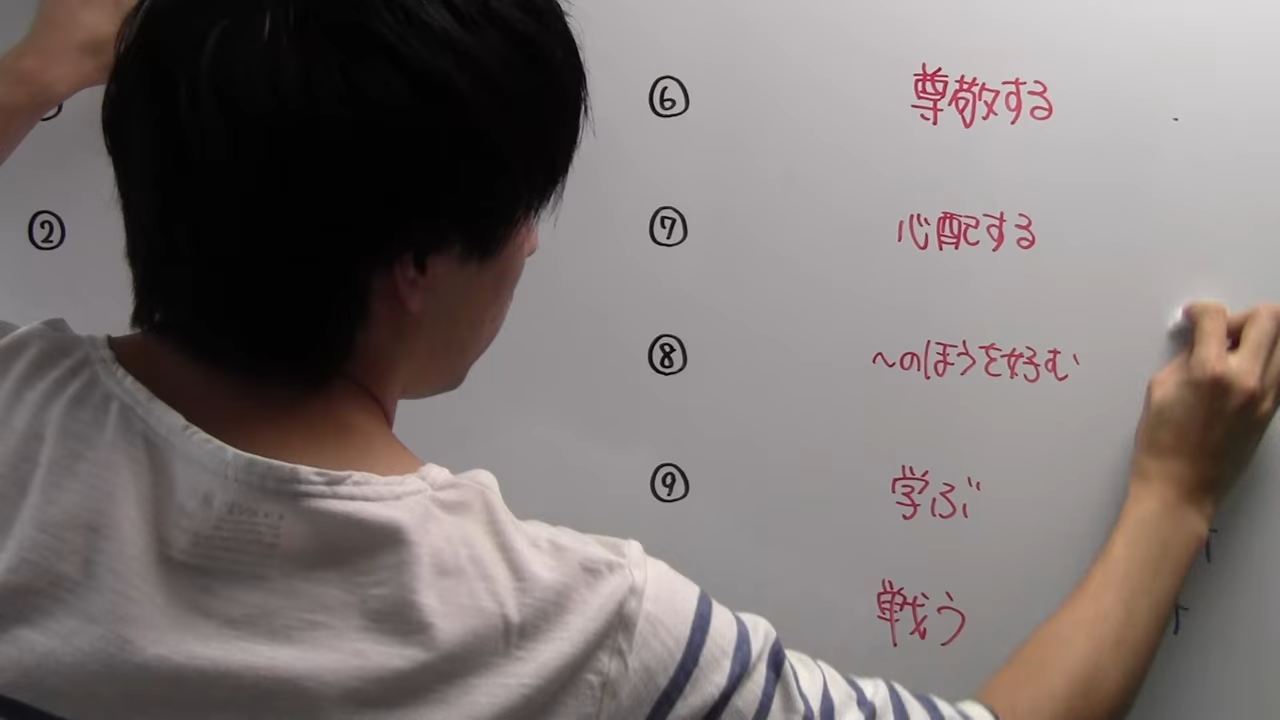 ②
⑥ 尊敬する
⑦ 心配する
⑧ ~のほうを好む
⑨ 学ぶ
戦う